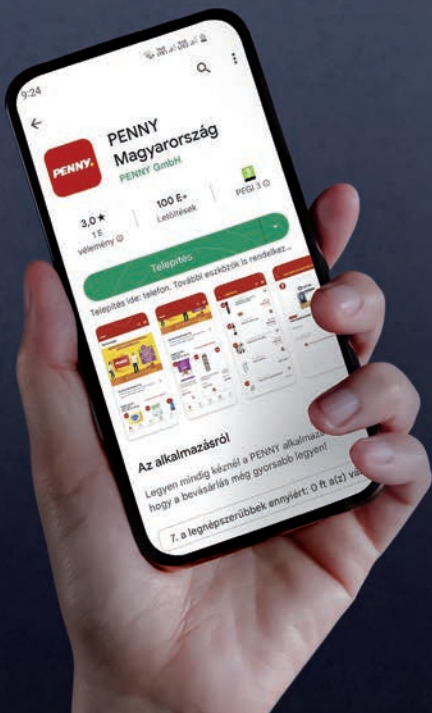 9:24
PENNY.
PENNY
Magyarország
PENNY GmbH
3,0★
1 E
vélemény
100 E+
Letöltések
3
PEGI 3
Telepítés
Telepítés ide: telefon. További eszközök is rendelkez...
Az alkalmazásról
Legyen mindig kéznél a PENNY
hogy a bevásárlás még gyorsabb legyen!
7. a legnépszerűbbek ennyiért: 0 ft a(z)